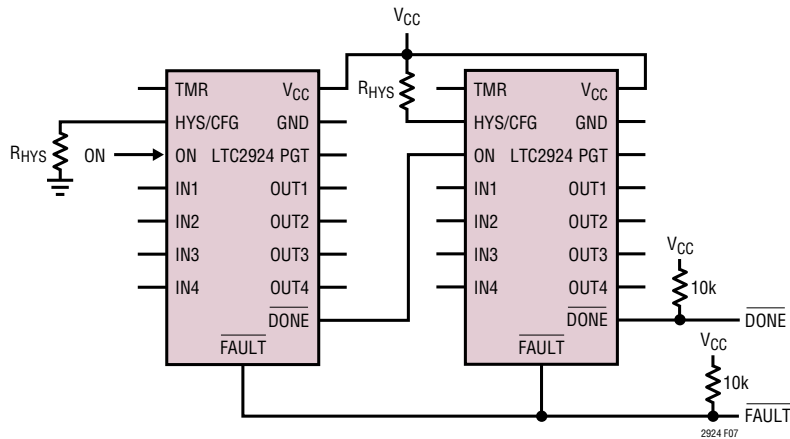 VCC
TMR
VCC
HYS/CFG
GND
ON
LTC2924 PGT
IN1
OUT1
IN2
OUT2
IN3
OUT3
IN4
OUT4
DONE
FAULT
RHYS
ON
RHYS
TMR
VCC
HYS/CFG
GND
ON
LTC2924 PGT
IN1
OUT1
IN2
OUT2
IN3
OUT3
IN4
OUT4
DONE
FAULT
VCC
10k
DONE
VCC
10k
FAULT
2924 F07